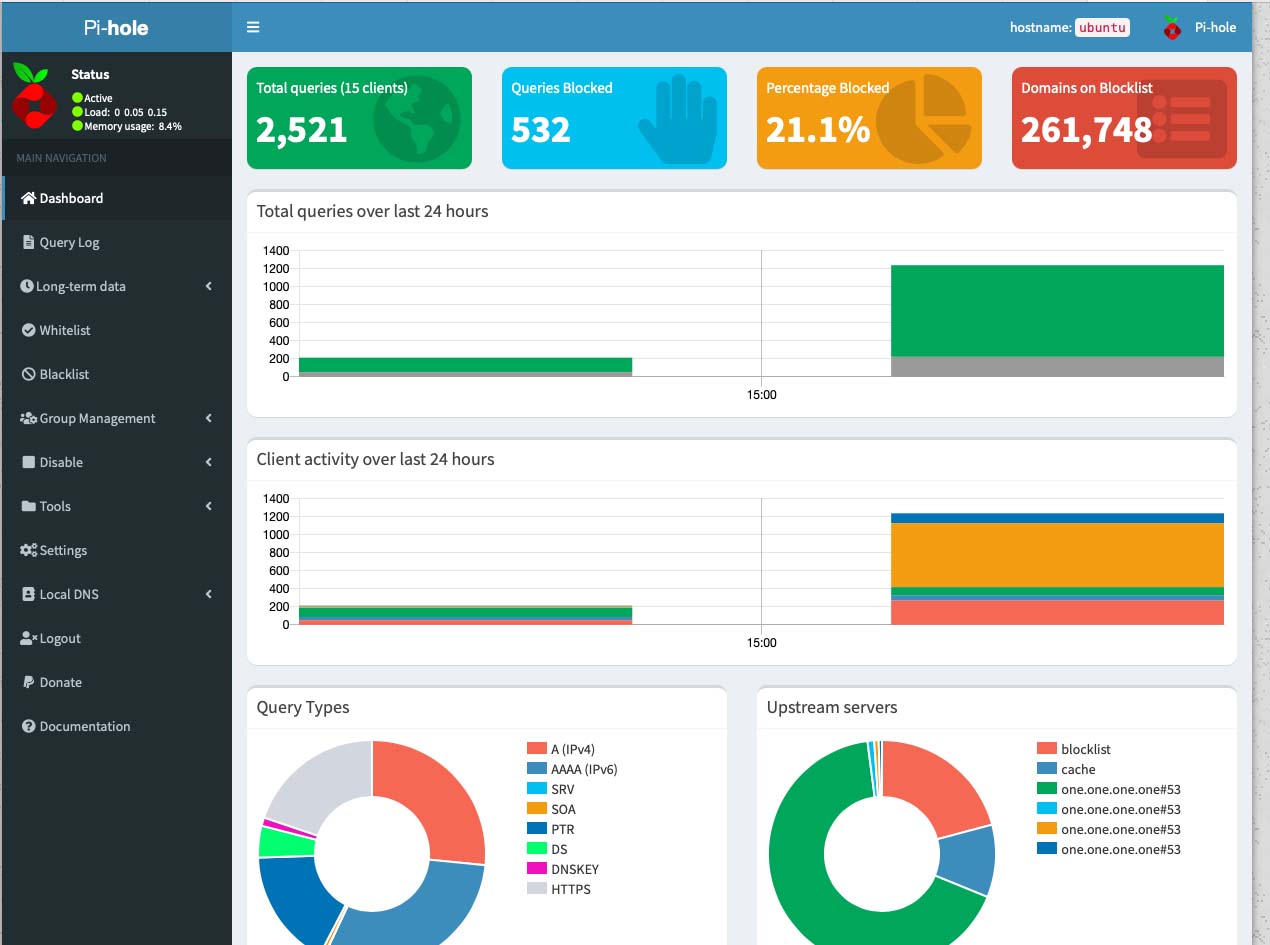 Pi-hole
hostname: ubuntu
Pi-hole
Status
Active
Load: 0 0.05 0.15
Memory usage: 8.4%
MAIN NAVIGATION
Dashboard
Query Log
Long-term data
Whitelist
Blacklist
Group Management
Disable
Tools
Settings
Local DNS
Logout
Donate
Documentation
Total queries (15 clients)
2,521
Queries Blocked
532
Percentage Blocked
21.1%
Domains on Blocklist
261,748
Total queries over last 24 hours
1400
1200
1000
800
600
400
200
0
15:00
Client activity over last 24 hours
1400
1200
1000
800
600
400
200
0
15:00
Query Types
A (IPv4)
AAAA (IPv6)
SRV
SOA
PTR
DS
DNSKEY
HTTPS
Upstream servers
blocklist
cache
one.one.one.one#53
one.one.one.one#53
one.one.one.one#53
one.one.one.one#53